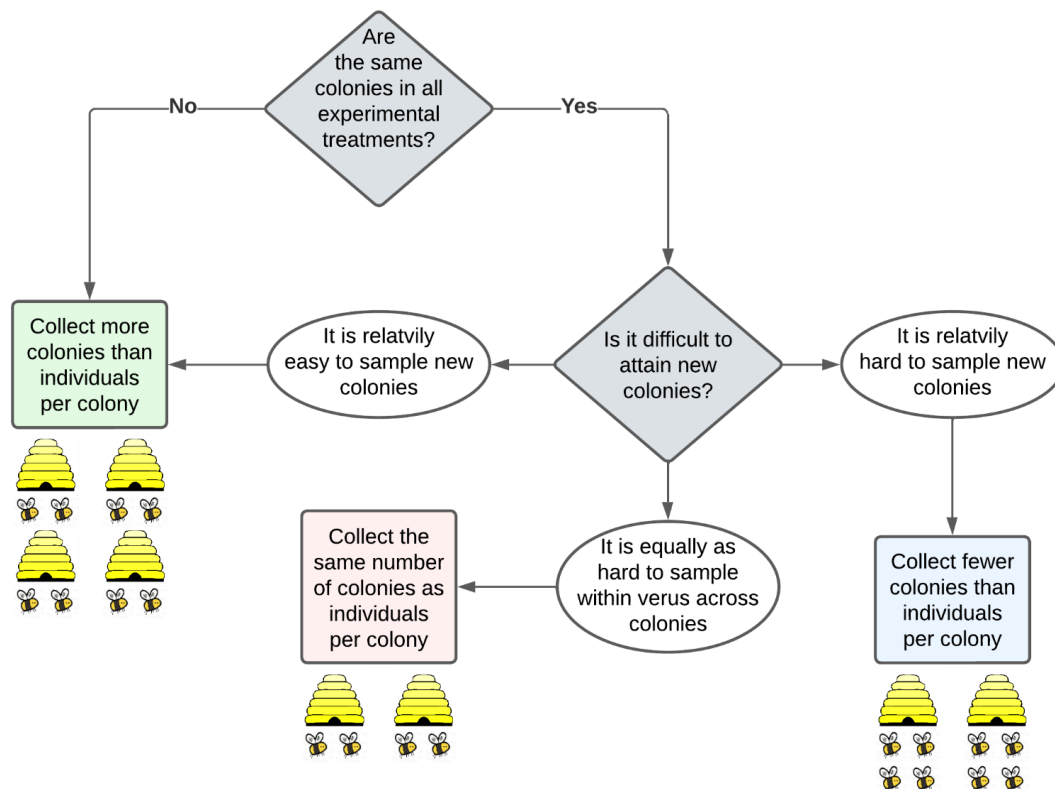 Are
the same
colonies in all
experimental
treatments?
No
Yes
Collect more
colonies than
individuals
per colony
It is relatvily
easy to sample new
colonies
Is it difficult to
attain new
colonies?
It is relatvily
hard to sample new
colonies
Collect the
same number
of colonies as
individuals
per colony
It is equally as
hard to sample
within verus across
colonies
Collect fewer
colonies than
individuals
per colony